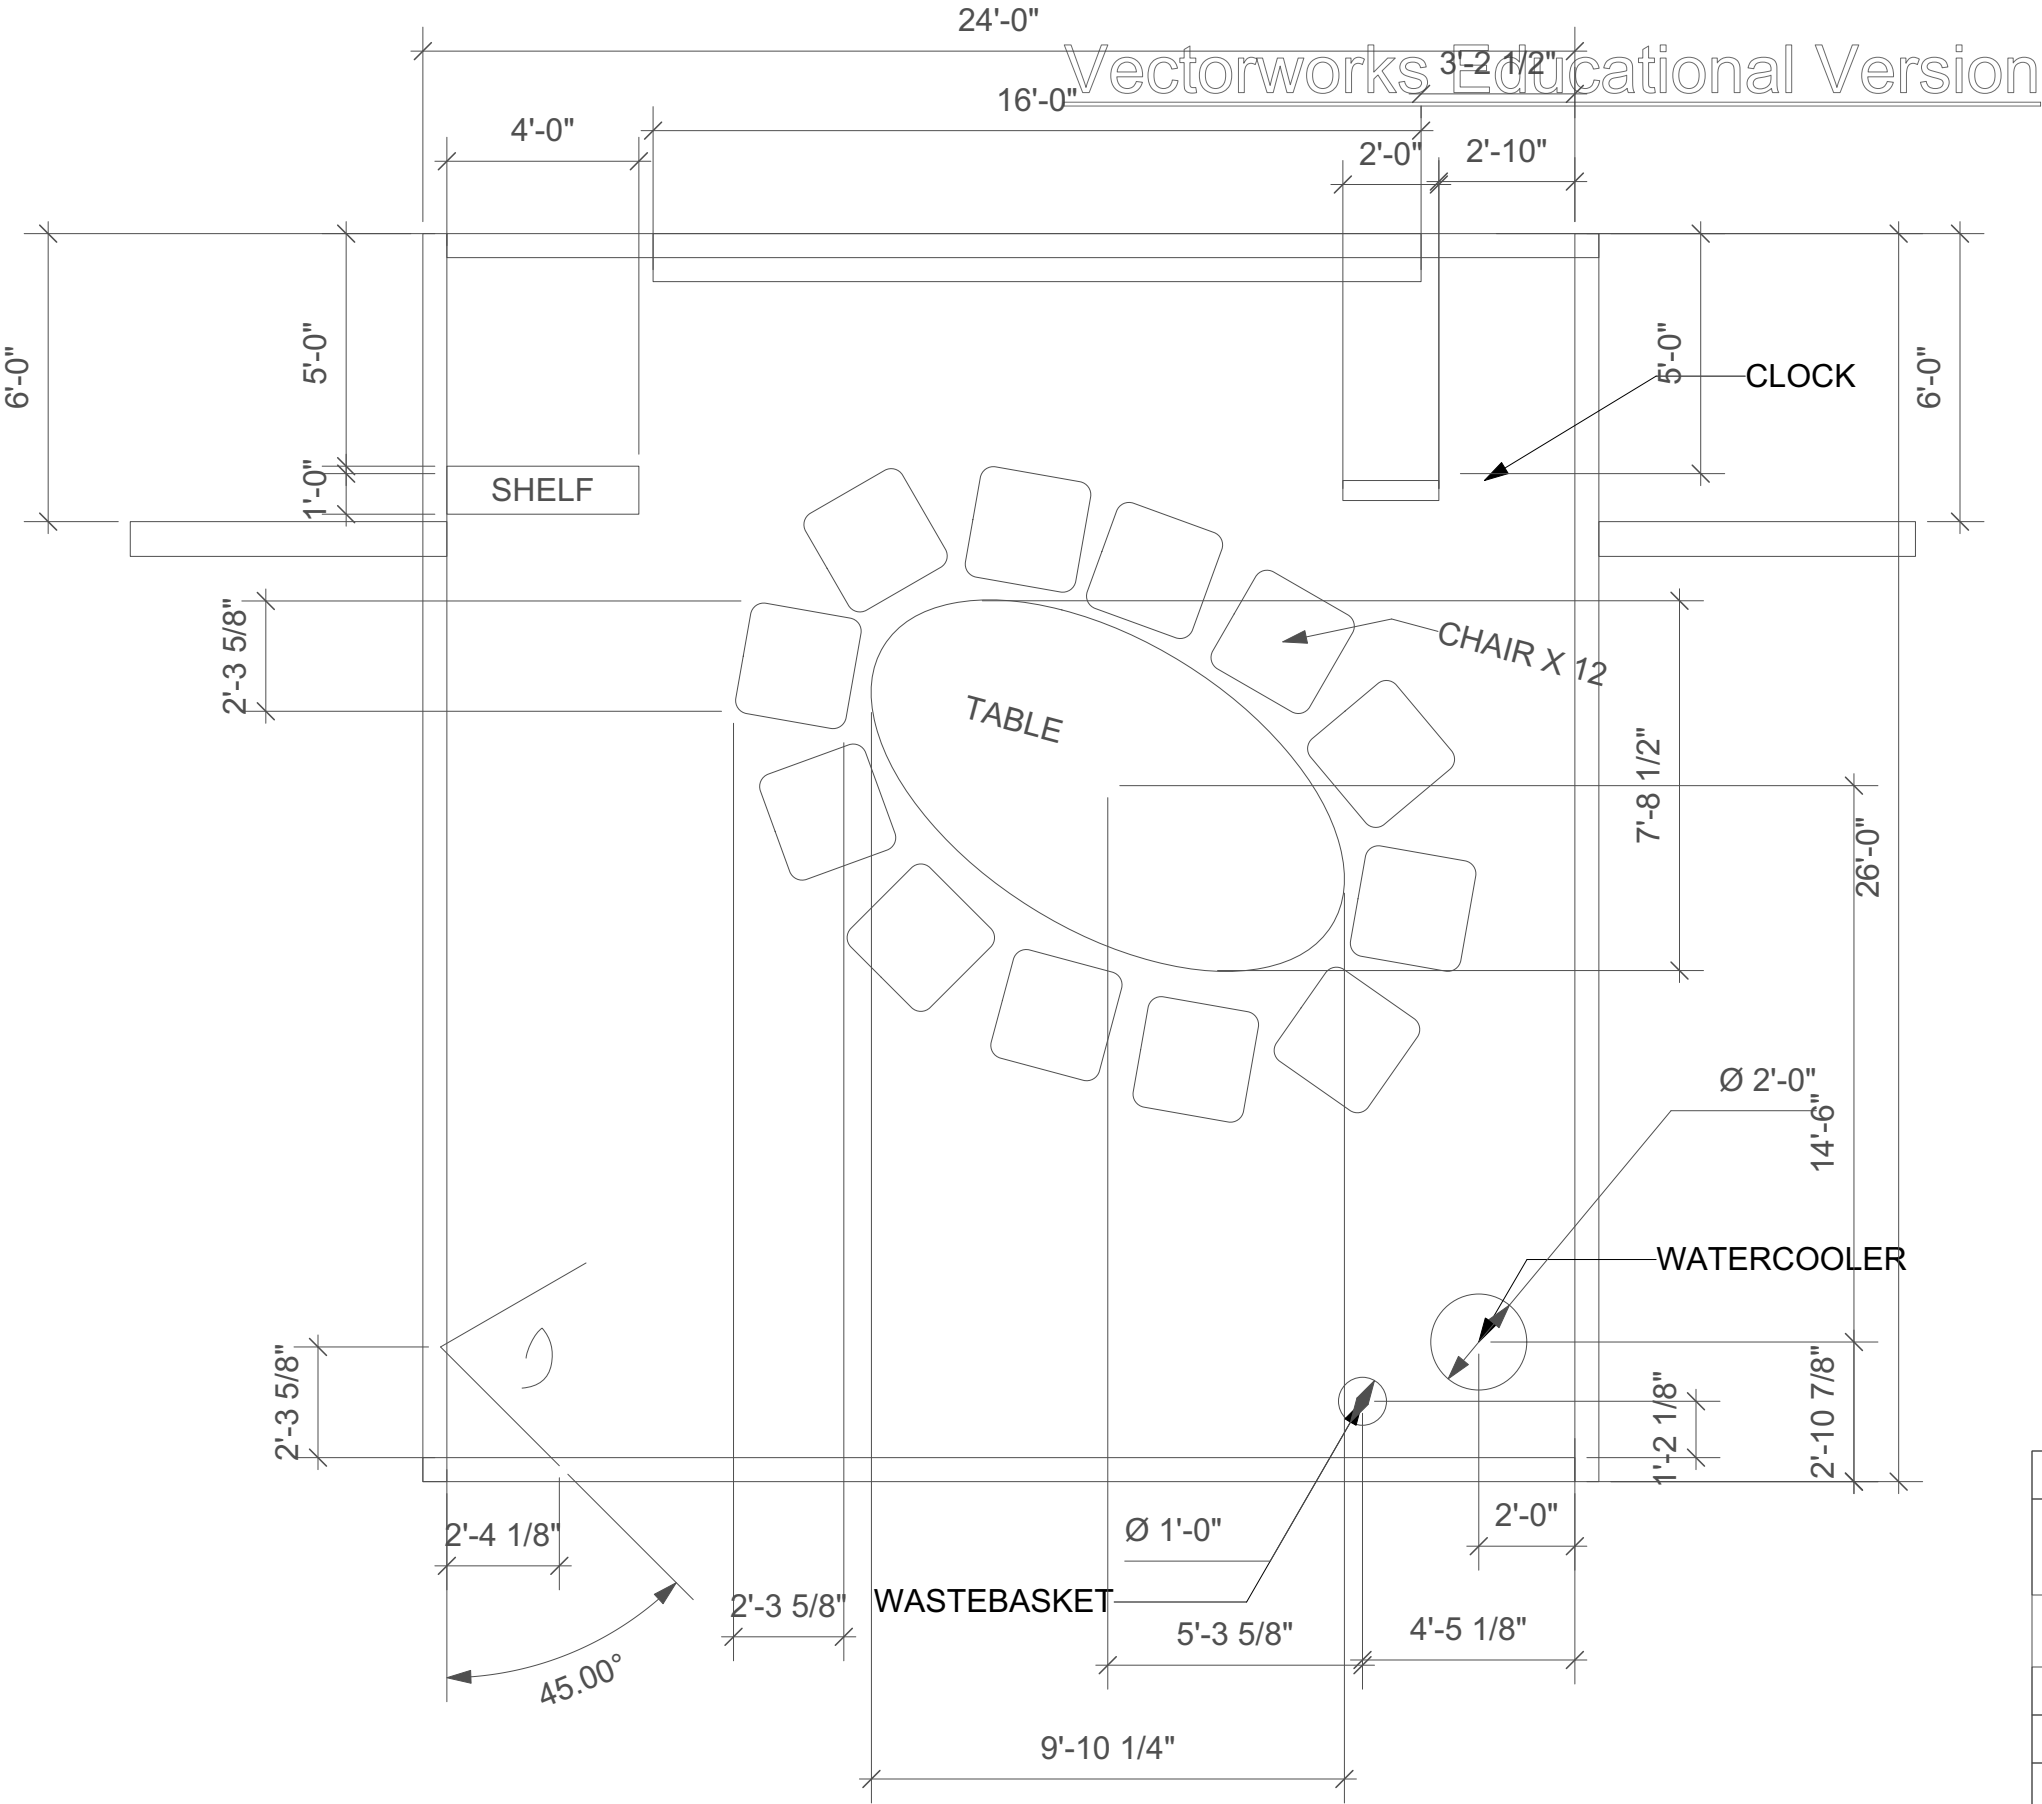 24'-0"
Vectorworks Educational Version
3'-2 1/2"
16'-0"
4'-0"
2'-0"
2'-10"
6'-0"
5'-0"
5'-0"
CLOCK
6'-0"
1'-0"
SHELF
2'-3 5/8"
CHAIR X 12
TABLE
7'-8 1/2"
26'-0"
Ø 2'-0"
14'-6"
WATERCOOLER
2'-3 5/8"
1'-2 1/8"
2'-10 7/8"
2'-4 1/8"
Ø 1'-0"
2'-0"
2'-3 5/8"
WASTEBASKET
5'-3 5/8"
4'-5 1/8"
45.00°
9'-10 1/4"